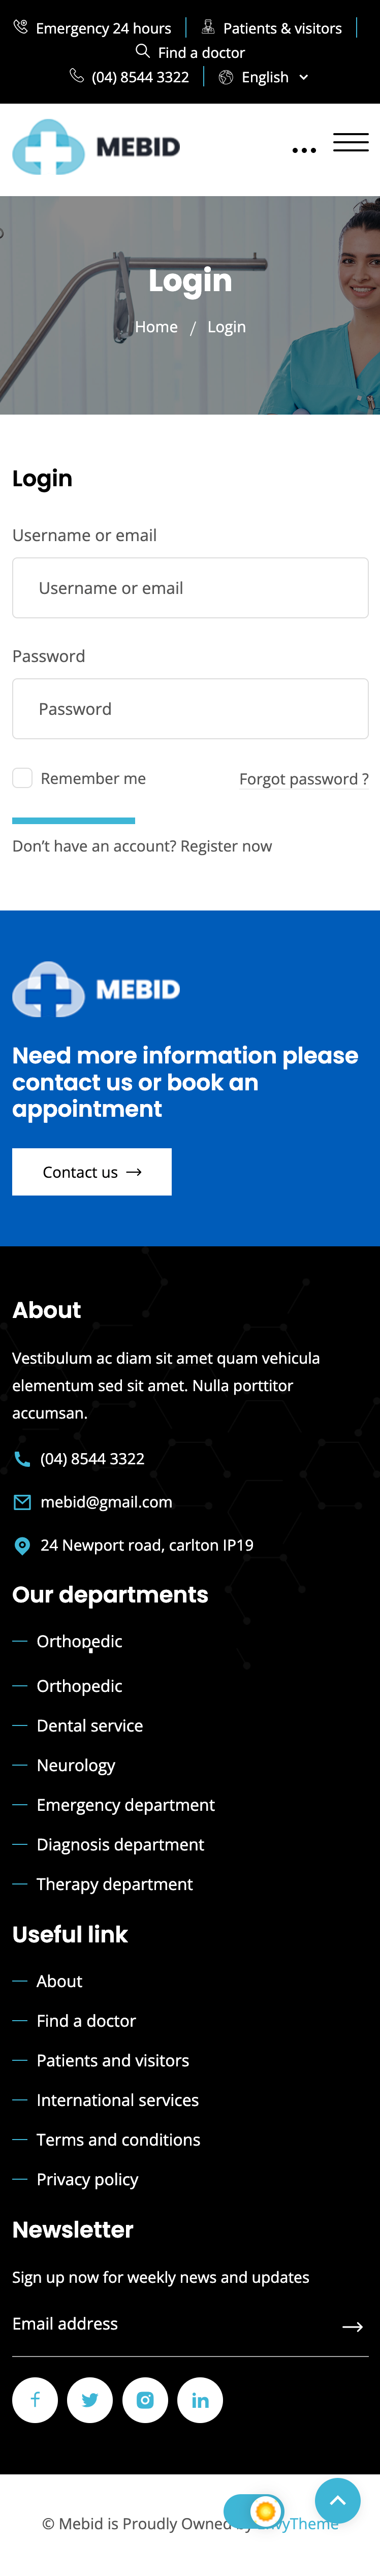 Emergency 24 hours
Patients & visitors
Find a doctor
(04) 8544 3322
English
MEBID
Login
Home / Login
Login
Username or email
Username or email
Password
Password
Remember me
Forgot password ?
Don't have an account? Register now
MEBID
Need more information please
contact us or book an
appointment
Contact us
About
Vestibulum ac diam sit amet quam vehicula
elementum sed sit amet. Nulla porttitor
accumsan.
(04) 8544 3322
mebid@gmail.com
24 Newport road, carlton IP19
Our departments
Orthopedic
Orthopedic
Dental service
Neurology
Emergency department
Diagnosis department
Therapy department
Useful link
About
Find a doctor
Patients and visitors
International services
Terms and conditions
Privacy policy
Newsletter
Sign up now for weekly news and updates
Email address
© Mebid is Proudly Owned